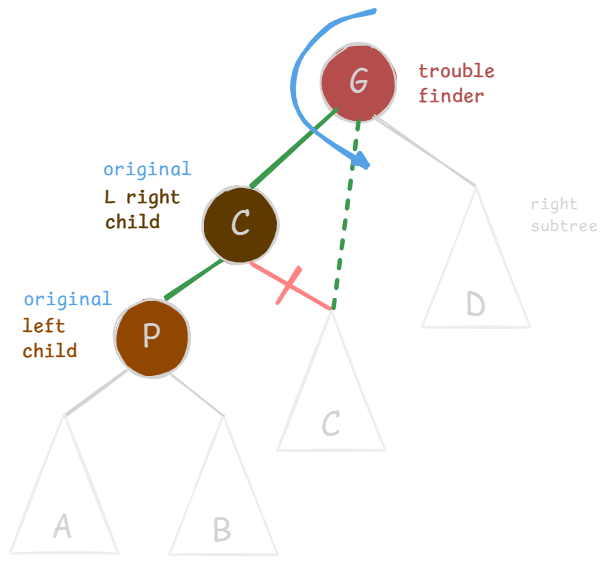 G
trouble
finder
original
L right
child
C
right
subtree
D
original
left
child
P
C
A
B